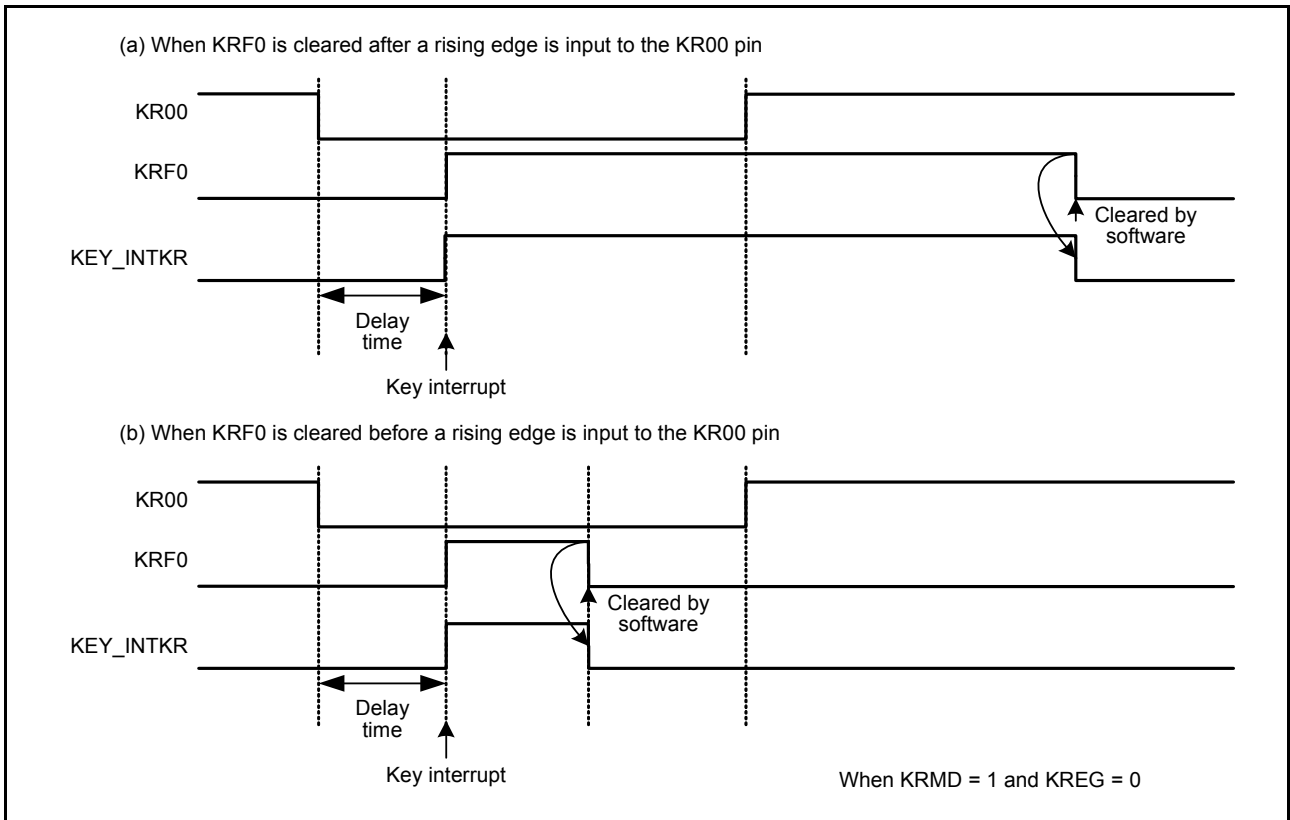 (a) When KRF0 is cleared after a rising edge is input to the KR00 pin
KR00
KRF0
Cleared by
software
KEY_INTKR
Delay
time
Key interrupt
(b) When KRF0 is cleared before a rising edge is input to the KR00 pin
KR00
KRF0
Cleared by
software
KEY_INTKR
Delay
time
Key interrupt
When KRMD = 1 and KREG = 0